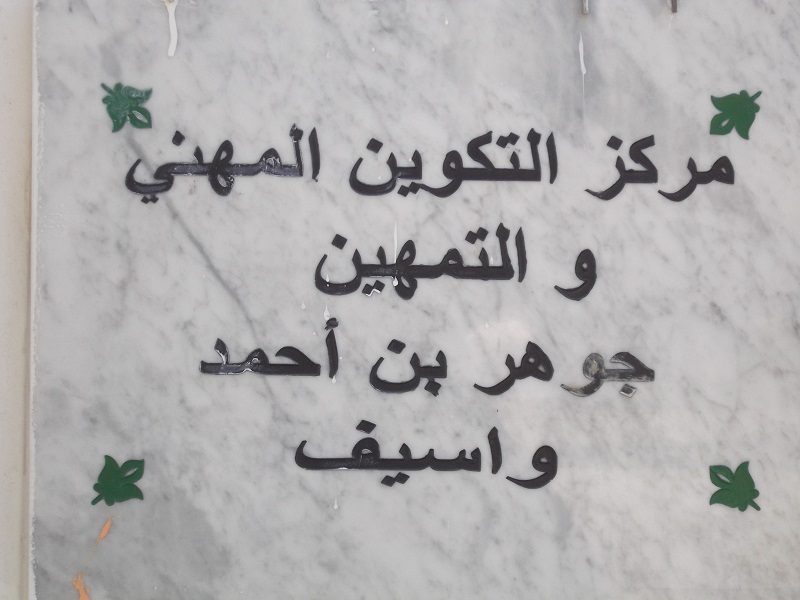 مركز التكوين المهني
و التمهين
جوهر بن أحمد
واسيف